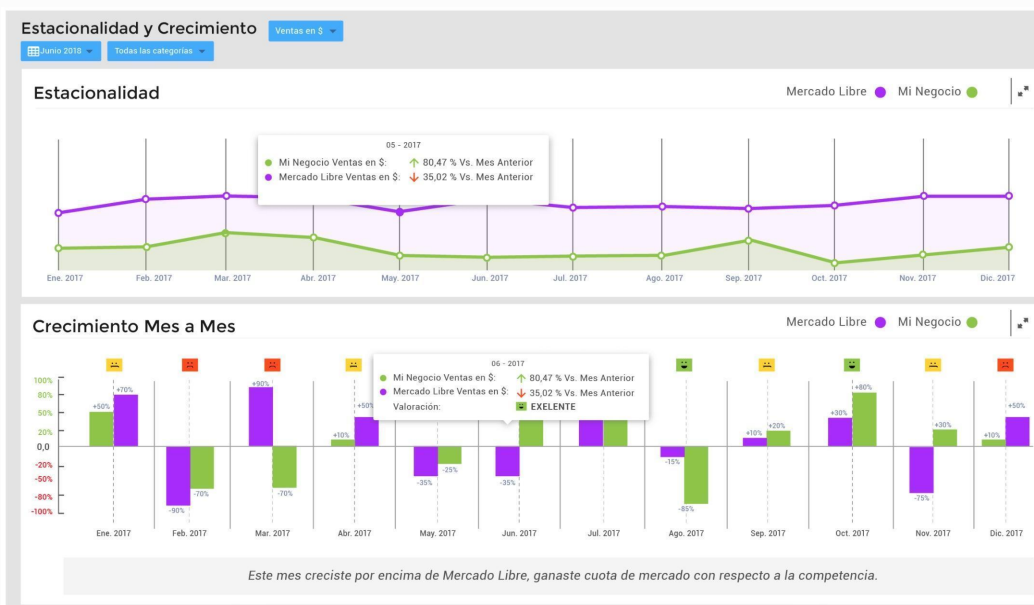 Estacionalidad y Crecimiento
Ventas en $
Junio 2018
Todas las categorías
Estacionalidad
Mercado Libre
Mi Negocio
05 - 2017
Mi Negocio Ventas en $: 80,47 % Vs. Mes Anterior
Mercado Libre Ventas en $: 35,02 % Vs. Mes Anterior
Ene. 2017 Feb. 2017 Mar. 2017 Abr. 2017 May. 2017 Jun. 2017 Jul. 2017 Ago. 2017 Sep. 2017 Oct. 2017 Nov. 2017 Dic. 2017
Crecimiento Mes a Mes
Mercado Libre
Mi Negocio
06 - 2017
Mi Negocio Ventas en $: 80,47 % Vs. Mes Anterior
Mercado Libre Ventas en $: 35,02 % Vs. Mes Anterior
Valoración: EXELENTE
100%
80%
50%
20%
0,0
-20%
-50%
-80%
-100%
+50% +70%
-90% -70%
+90% -70%
+10% +50%
-35% -25%
-35%
-15% -85%
+10% +20%
+30% +80%
-75% +30%
+10% +50%
Ene. 2017 Feb. 2017 Mar. 2017 Abr. 2017 May. 2017 Jun. 2017 Jul. 2017 Ago. 2017 Sep. 2017 Oct. 2017 Nov. 2017 Dic. 2017
Este mes creciste por encima de Mercado Libre, ganaste cuota de mercado con respecto a la competencia.